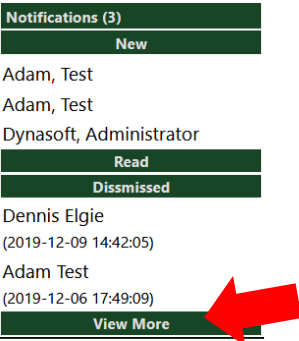 Notifications (3)
New
Adam, Test
Adam, Test
Dynasoft, Administrator
Read
Dissmissed
Dennis Elgie
(2019-12-09 14:42:05)
Adam Test
(2019-12-06 17:49:09)
View More